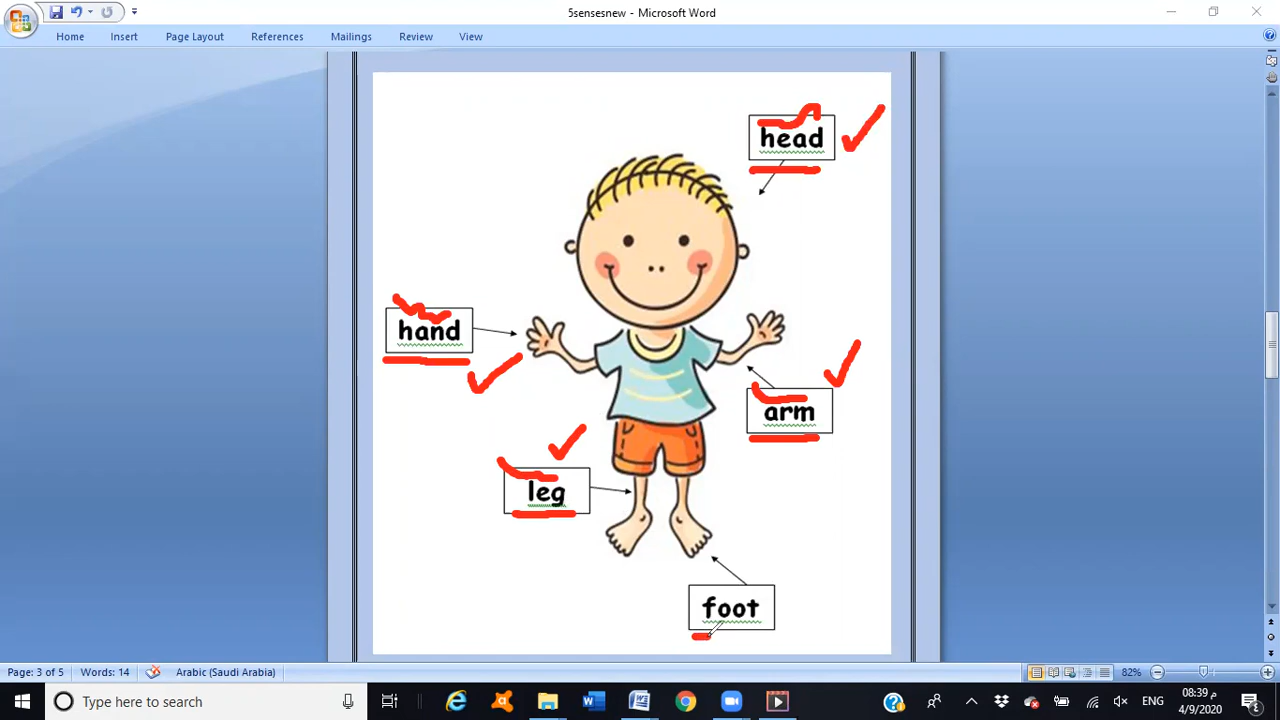 5sensesnew - Microsoft Word
Home Insert Page Layout References Mailings Review View
head
hand
arm
leg
foot
Page: 3 of 5 Words: 14 Arabic (Saudi Arabia) 82%
Type here to search
ENG
08:39 م
4/9/2020